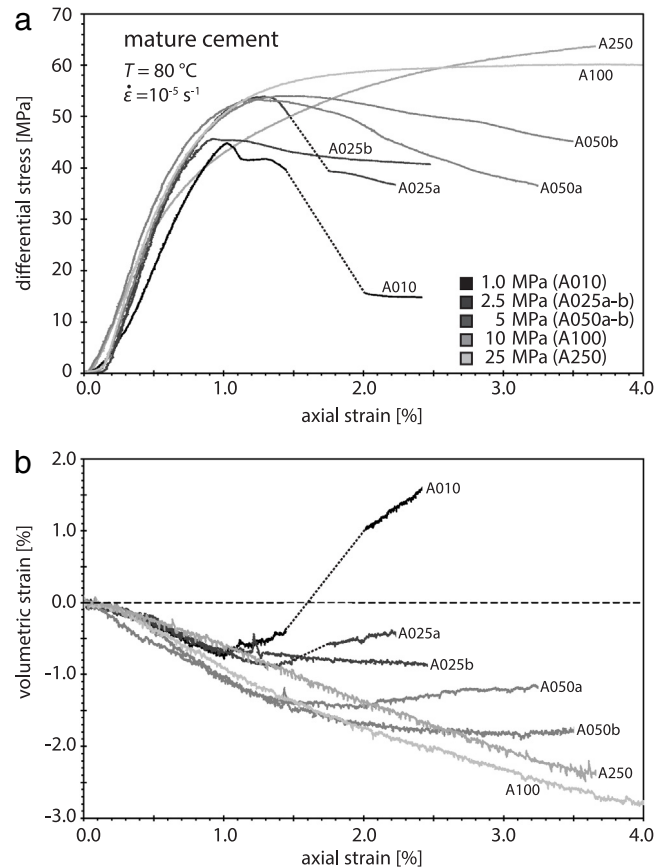 a
70
60
50
40
30
20
10
0
differential stress [MPa]
mature cement
T = 80 °C
ε̇ =10⁻⁵ s⁻¹
A250
A100
A050b
A025b
A025a
A050a
A010
1.0 MPa (A010)
2.5 MPa (A025a-b)
5 MPa (A050a-b)
10 MPa (A100)
25 MPa (A250)
0.0 1.0 2.0 3.0 4.0
axial strain [%]
b
2.0
1.0
0.0
-1.0
-2.0
-3.0
volumetric strain [%]
A010
A025a
A025b
A050a
A050b
A250
A100
0.0 1.0 2.0 3.0 4.0
axial strain [%]